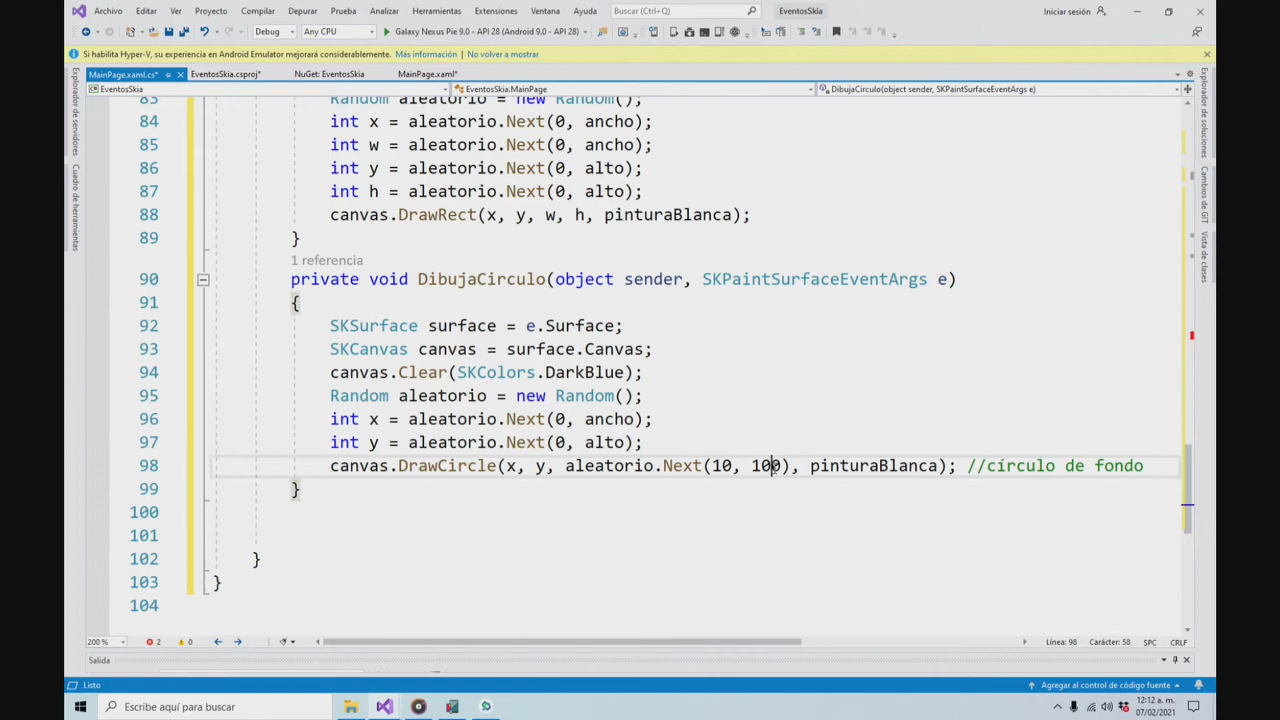 Archivo Editar Ver Proyecto Compilar Depurar Prueba Analizar Herramientas Extensiones Ventana Ayuda Buscar (Ctrl+Q) EventosSkia Iniciar sesión
Debug Any CPU Galaxy Nexus Pie 9.0 - API 28 (Android 9.0 - API 28)
Si habilita Hyper-V, su experiencia en Android Emulator mejorará considerablemente. Más información No volver a mostrar
MainPage.xaml.cs* EventosSkia.csproj* NuGet: EventosSkia MainPage.xaml*
EventosSkia EventosSkia.MainPage DibujaCirculo(object sender, SKPaintSurfaceEventArgs e)
Explorador de servidores
Cuadro de herramientas
83 Random aleatorio = new Random();
84 int x = aleatorio.Next(0, ancho);
85 int w = aleatorio.Next(0, ancho);
86 int y = aleatorio.Next(0, alto);
87 int h = aleatorio.Next(0, alto);
88 canvas.DrawRect(x, y, w, h, pinturaBlanca);
89 }
1 referencia
90 private void DibujaCirculo(object sender, SKPaintSurfaceEventArgs e)
91 {
92 SKSurface surface = e.Surface;
93 SKCanvas canvas = surface.Canvas;
94 canvas.Clear(SKColors.DarkBlue);
95 Random aleatorio = new Random();
96 int x = aleatorio.Next(0, ancho);
97 int y = aleatorio.Next(0, alto);
98 canvas.DrawCircle(x, y, aleatorio.Next(10, 100), pinturaBlanca); //círculo de fondo
99 }
100
101
102 }
103 }
104
Explorador de soluciones
Cambios de GIT
Vista de clases
200 % 2 0 Línea: 98 Carácter: 58 SPC CRLF
Salida
Listo Agregar al control de código fuente
Escribe aquí para buscar 12:12 a. m.
07/02/2021